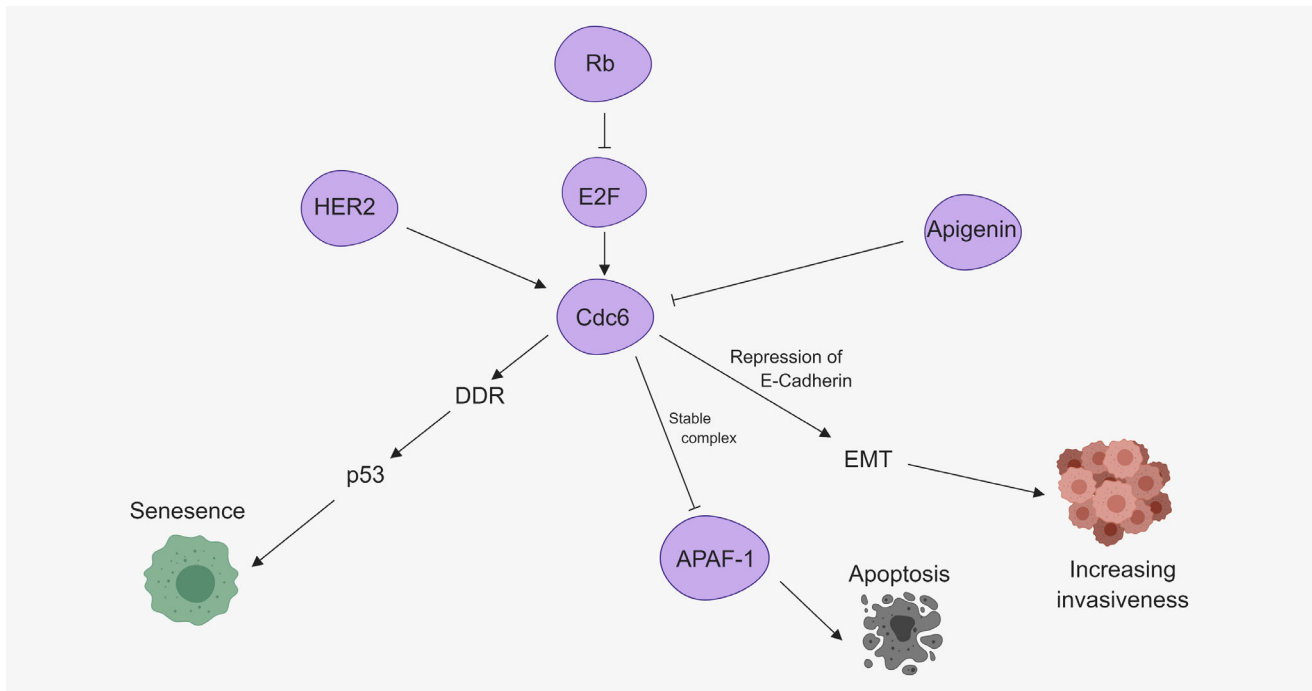 Rb
HER2
E2F
Apigenin
Cdc6
Repression of
E-Cadherin
DDR
Stable
complex
EMT
p53
Senesence
APAF-1
Apoptosis
Increasing
invasiveness